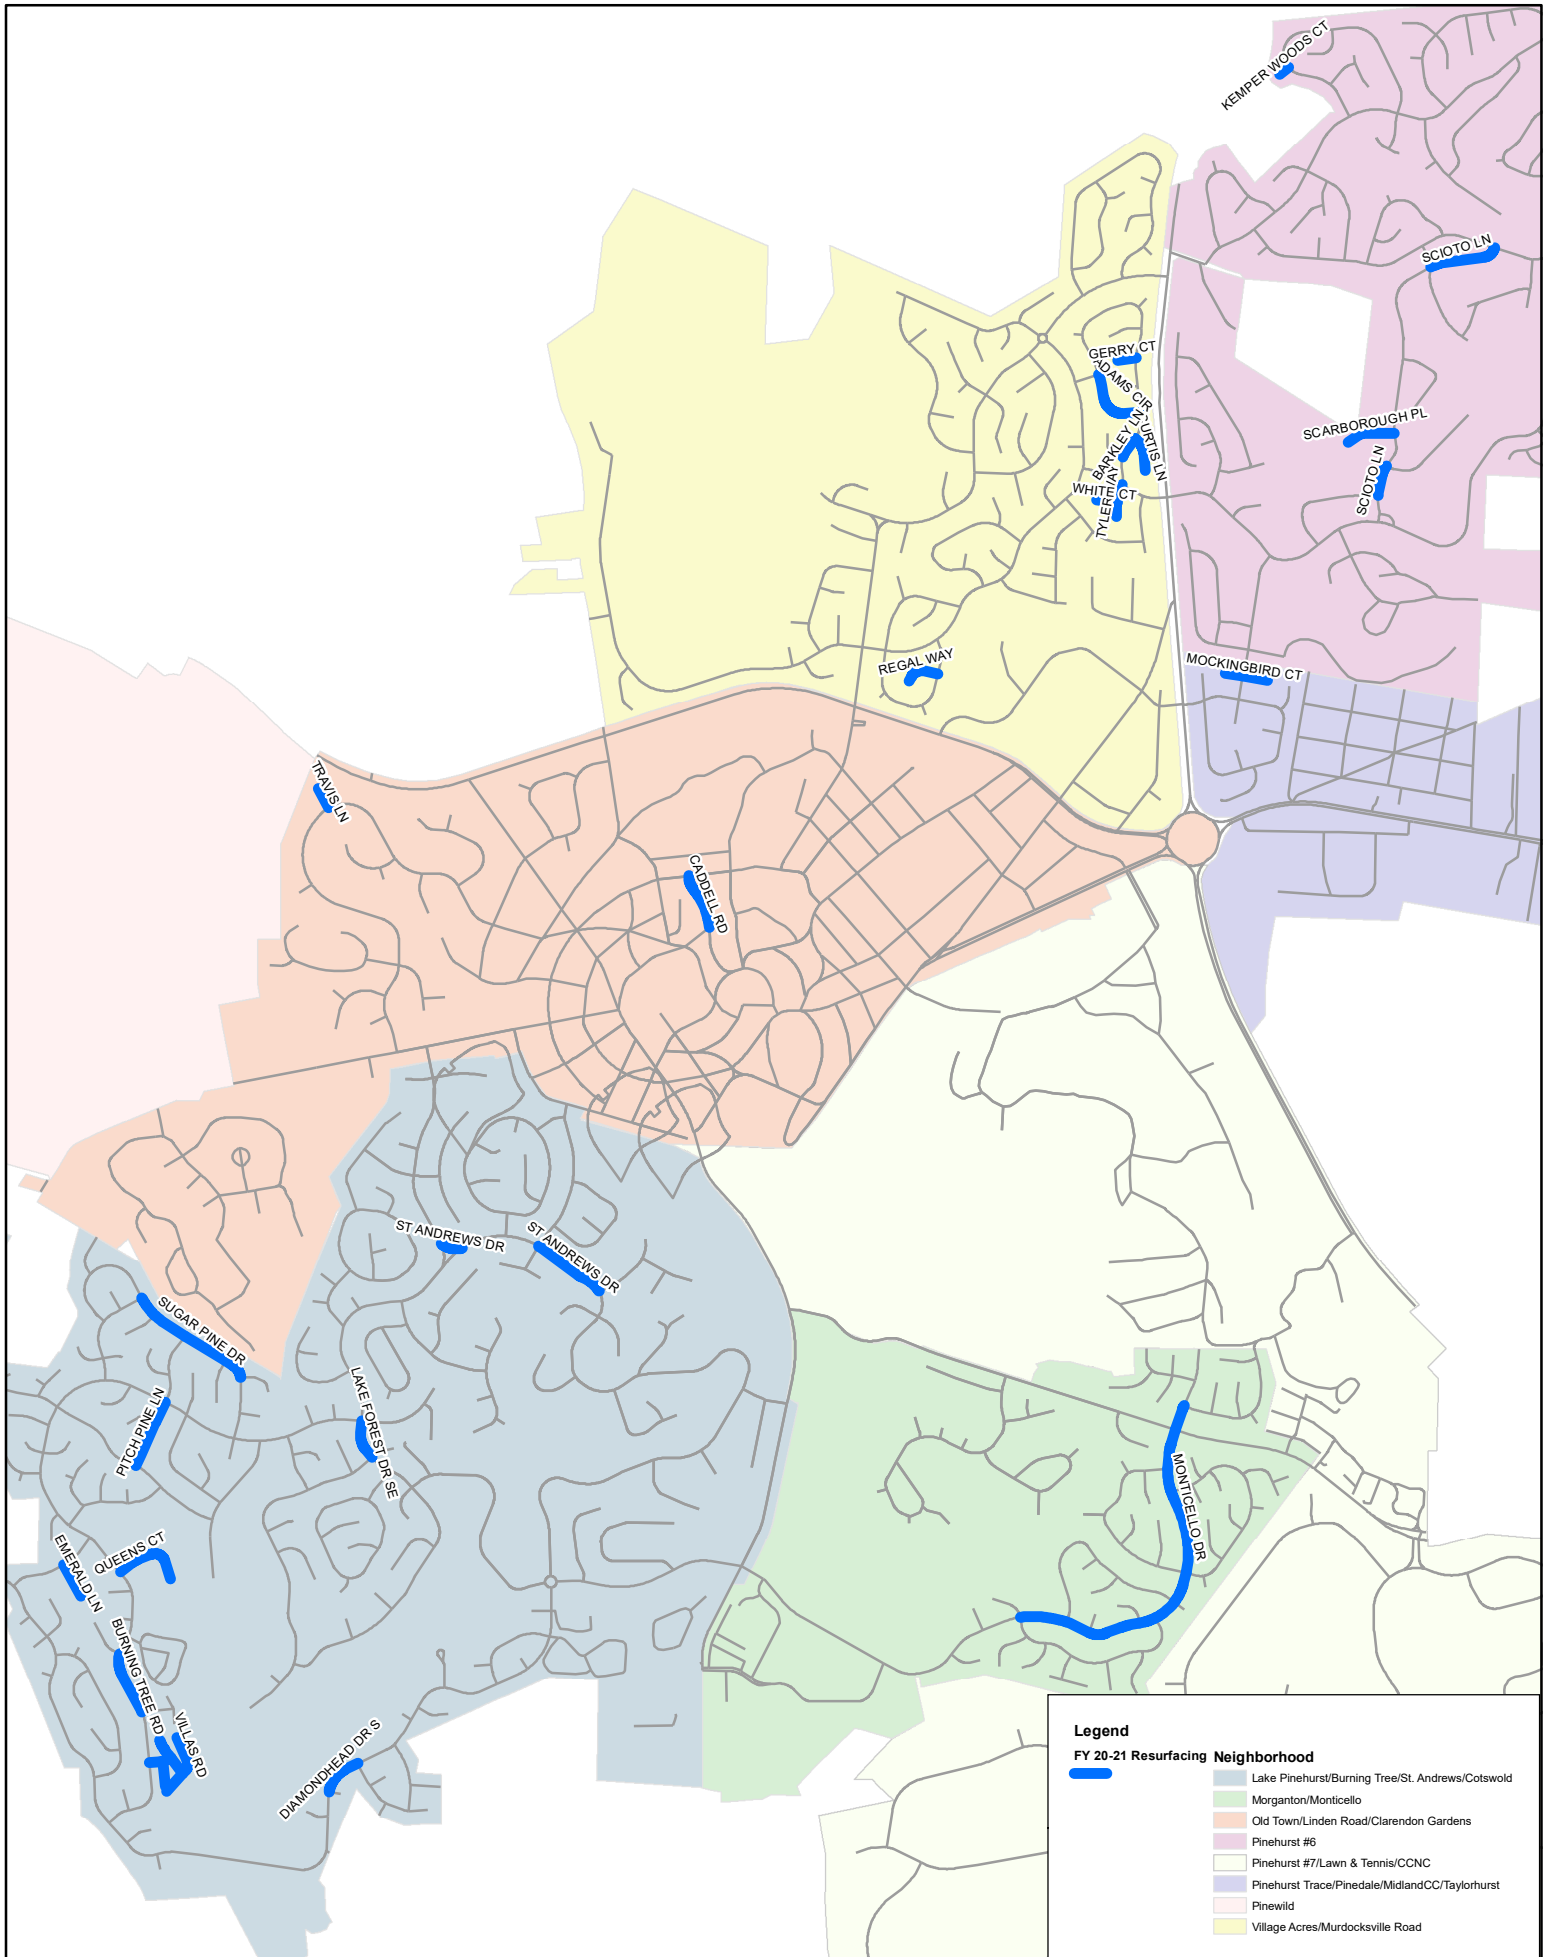 KEMPER WOODS CT
SCIOTO LN
GERRY CT
ADAMS CIR
BARKLEY LN
CURTIS LN
SCARBOROUGH PL
SCIOTO LN
WHITE CT
TYLER WAY
REGAL WAY
MOCKINGBIRD CT
TRAVIS LN
CADDELL RD
ST ANDREWS DR
ST ANDREWS DR
SUGAR PINE DR
PITCH PINE LN
LAKE FOREST DR SE
MONTICELLO DR
EMERALD LN
QUEENS CT
BURNING TREE RD
VILLAS RD
DIAMONDHEAD DR S
Legend
FY 20-21 Resurfacing
Neighborhood
Lake Pinehurst/Burning Tree/St. Andrews/Cotswold
Morganton/Monticello
Old Town/Linden Road/Clarendon Gardens
Pinehurst #6
Pinehurst #7/Lawn & Tennis/CCNC
Pinehurst Trace/Pinedale/MidlandCC/Taylorhurst
Pinewild
Village Acres/Murdocksville Road